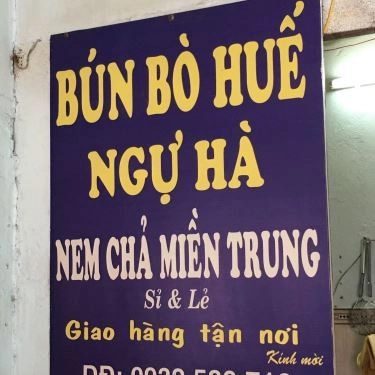 BÚN BÒ HUẾ
NGỰ HÀ
NEM CHẢ MIỀN TRUNG
Sỉ & Lẻ
Giao hàng tận nơi
Kính mời